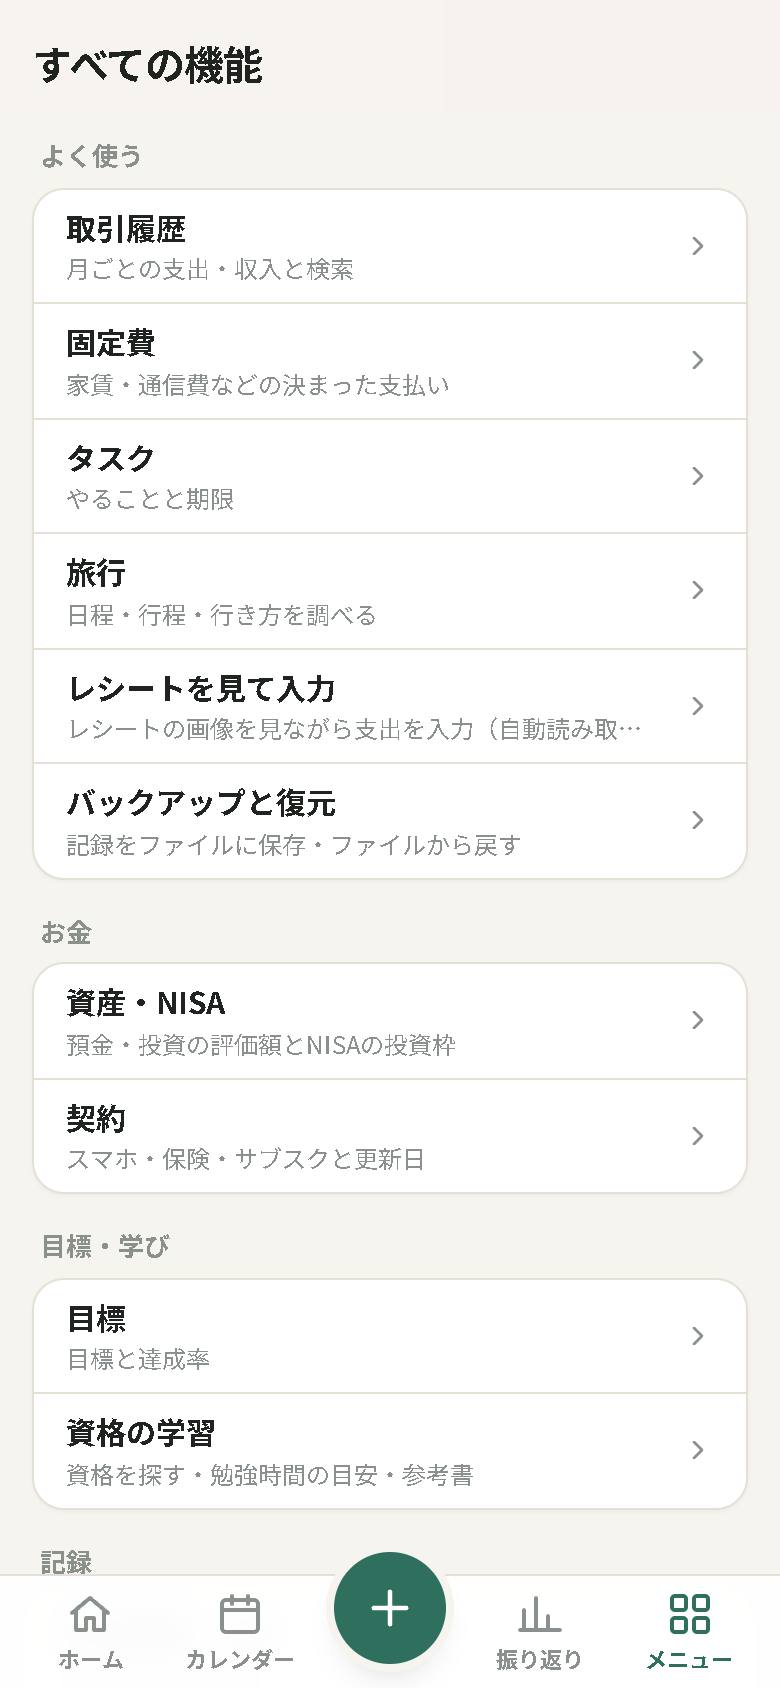 すべての機能
よく使う
取引履歴
月ごとの支出・収入と検索
固定費
家賃・通信費などの決まった支払い
タスク
やることと期限
旅行
日程・行程・行き方を調べる
レシートを見て入力
レシートの画像を見ながら支出を入力（自動読み取…
バックアップと復元
記録をファイルに保存・ファイルから戻す
お金
資産・NISA
預金・投資の評価額とNISAの投資枠
契約
スマホ・保険・サブスクと更新日
目標・学び
目標
目標と達成率
資格の学習
資格を探す・勉強時間の目安・参考書
記録
ホーム
カレンダー
振り返り
メニュー